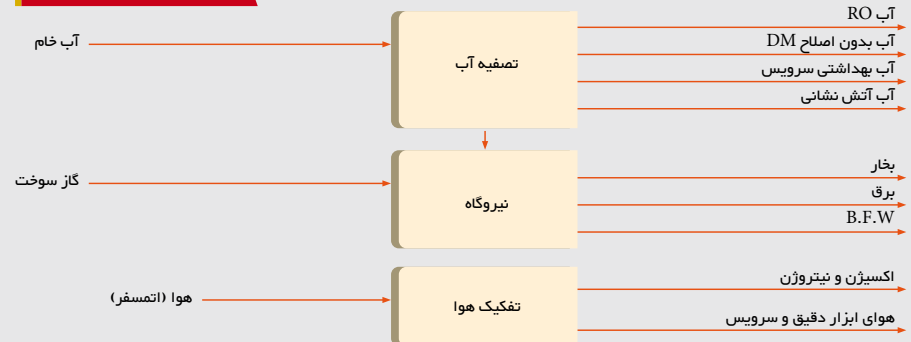 آب خام
تصفیه آب
آب RO
آب بدون اصلاح DM
آب بهداشتی سرویس
آب آتش نشانی
گاز سوخت
نیروگاه
بخار
برق
B.F.W
هوا (اتمسفر)
تفکیک هوا
اکسیژن و نیتروژن
هوای ابزار دقیق و سرویس